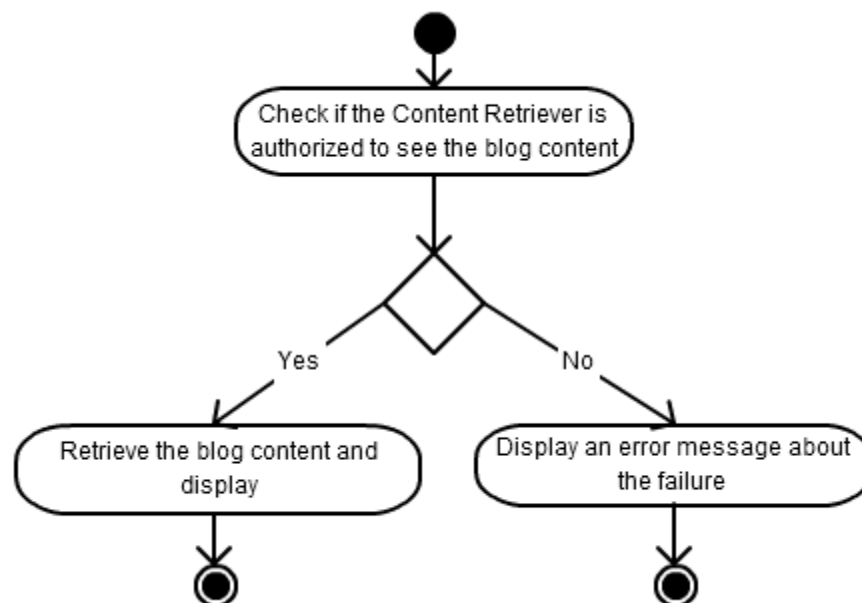 Check if the Content Retriever is
authorized to see the blog content
Yes
No
Retrieve the blog content and
display
Display an error message about
the failure